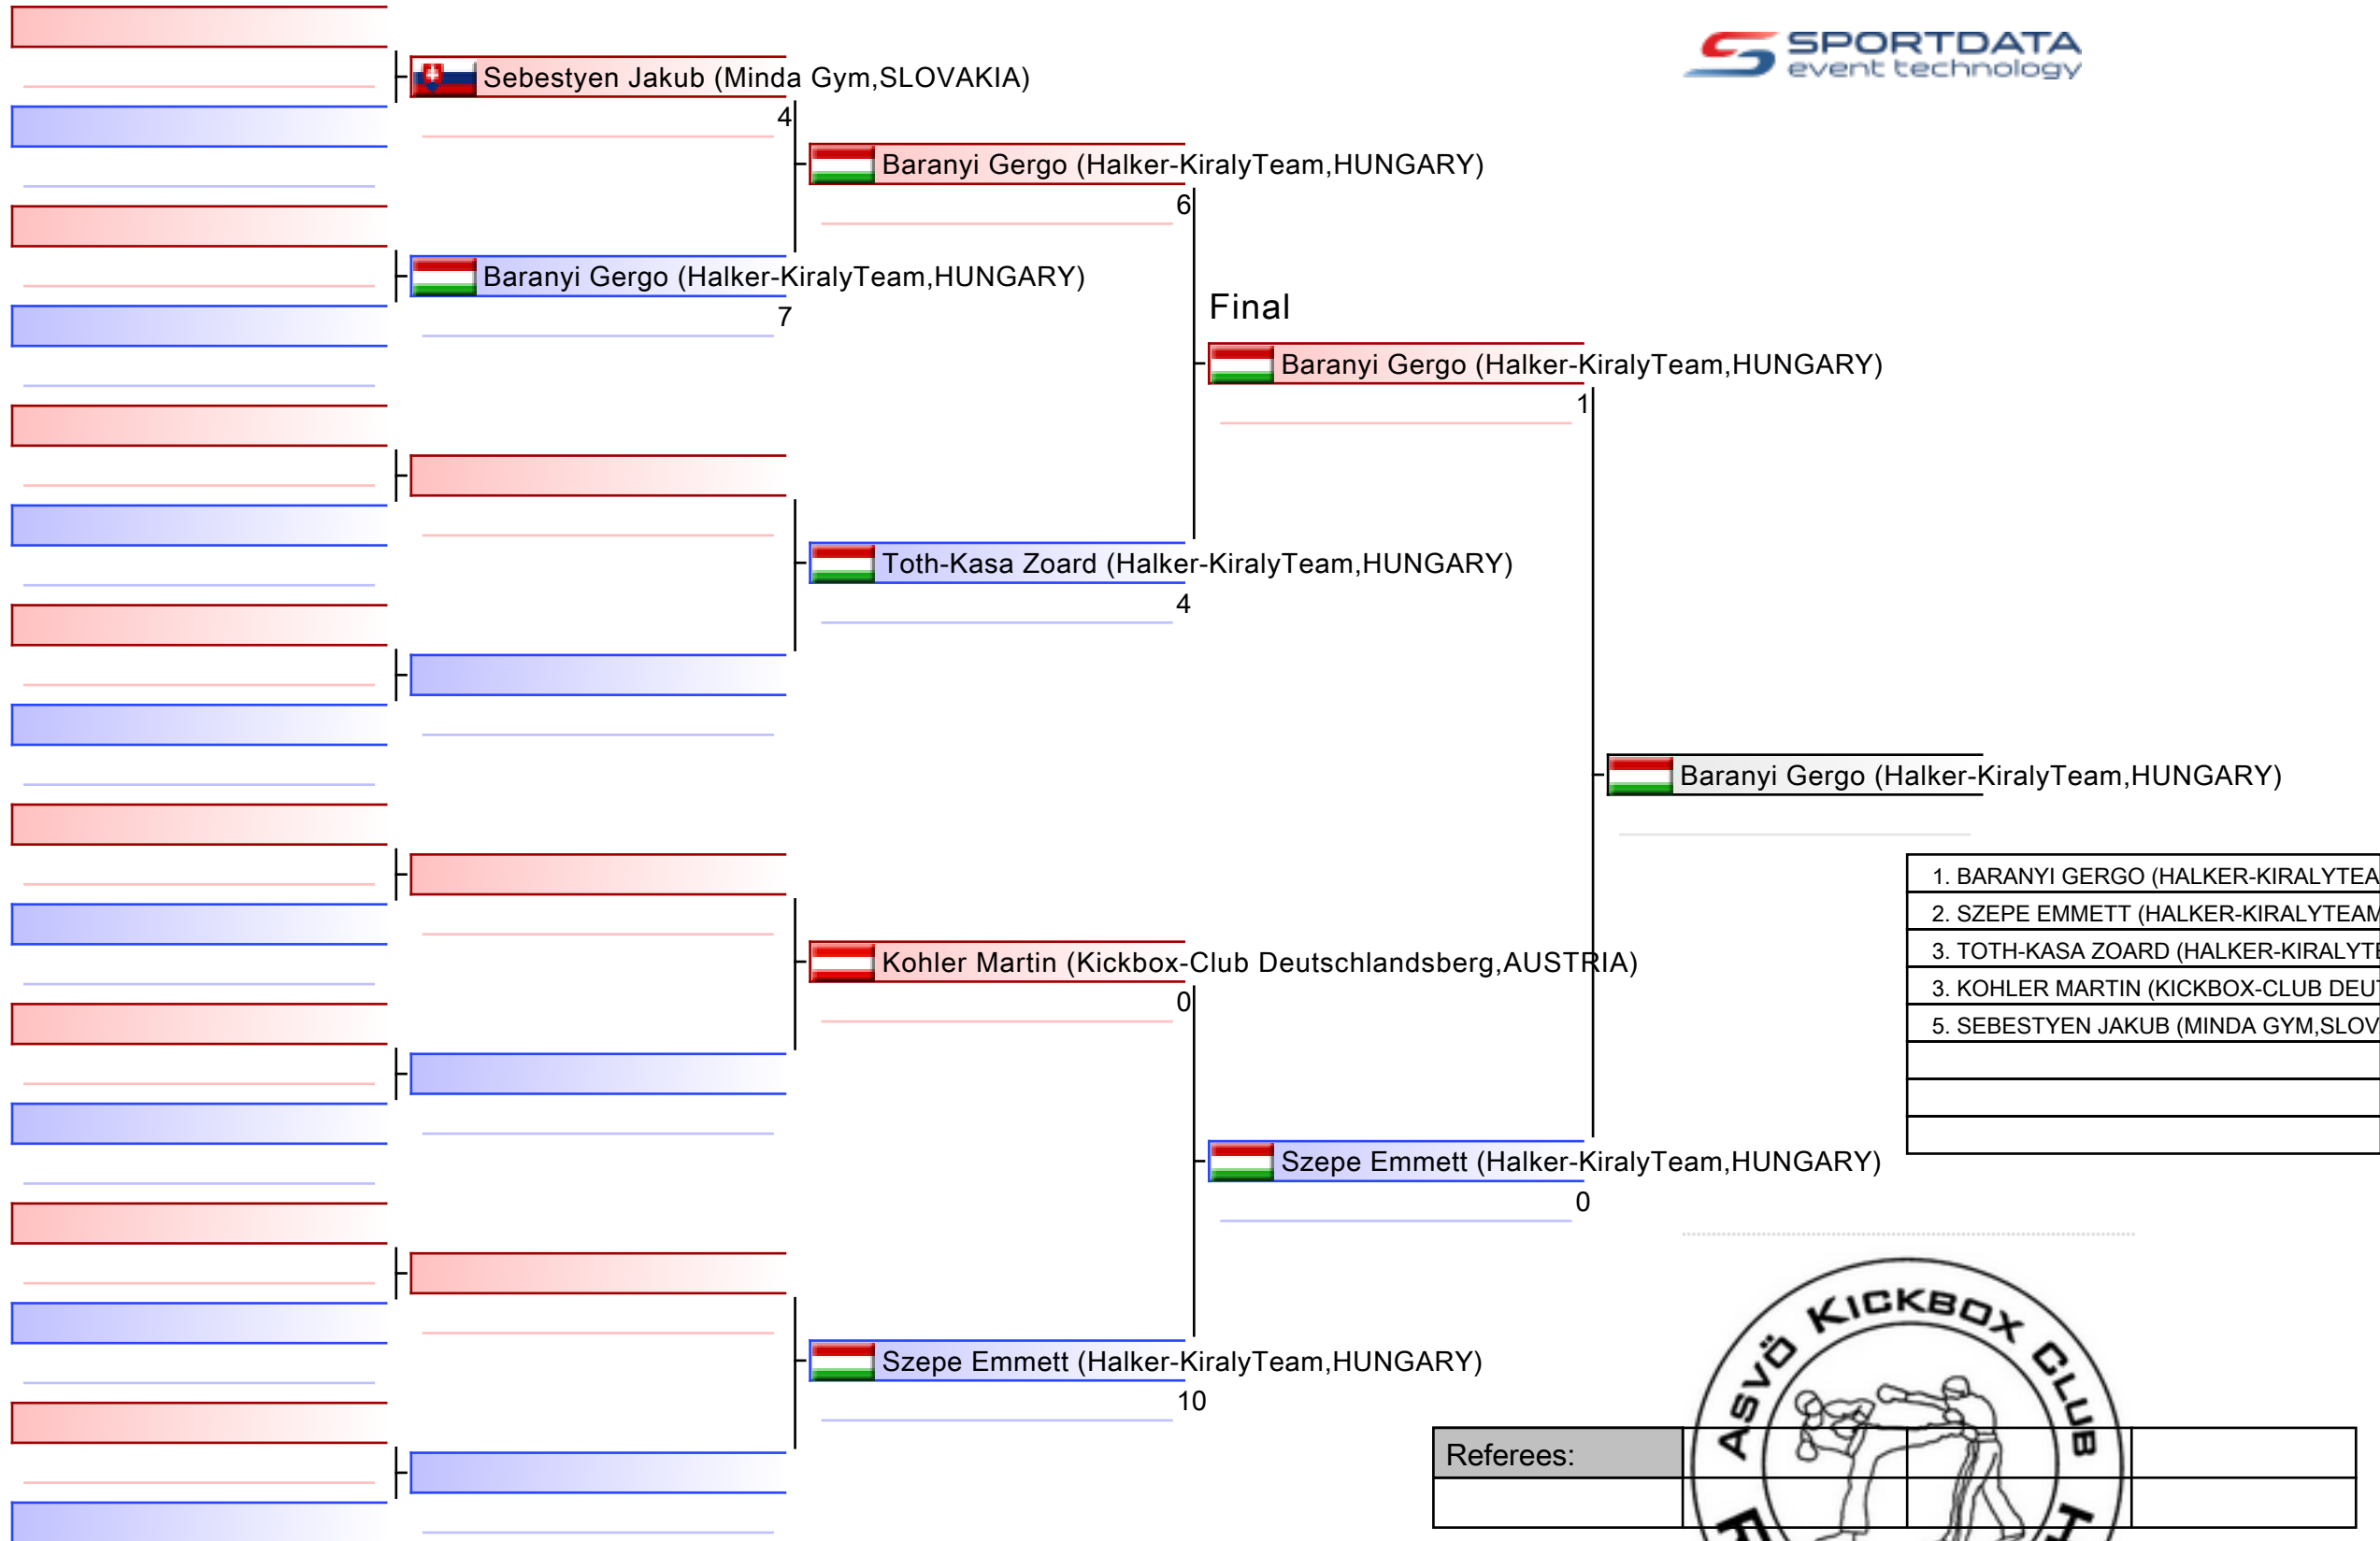 SPORTDATA
event technology
Sebestyen Jakub (Minda Gym,SLOVAKIA)
4
Baranyi Gergo (Halker-KiralyTeam,HUNGARY)
6
Baranyi Gergo (Halker-KiralyTeam,HUNGARY)
7
Final
Baranyi Gergo (Halker-KiralyTeam,HUNGARY)
1
Toth-Kasa Zoard (Halker-KiralyTeam,HUNGARY)
4
Baranyi Gergo (Halker-KiralyTeam,HUNGARY)
1. BARANYI GERGO (HALKER-KIRALYTEA
2. SZEPE EMMETT (HALKER-KIRALYTEAM
3. TOTH-KASA ZOARD (HALKER-KIRALYTE
3. KOHLER MARTIN (KICKBOX-CLUB DEUT
5. SEBESTYEN JAKUB (MINDA GYM,SLOV
Kohler Martin (Kickbox-Club Deutschlandsberg,AUSTRIA)
0
Szepe Emmett (Halker-KiralyTeam,HUNGARY)
0
Szepe Emmett (Halker-KiralyTeam,HUNGARY)
10
ASVÖ KICKBOX CLUB
Referees: